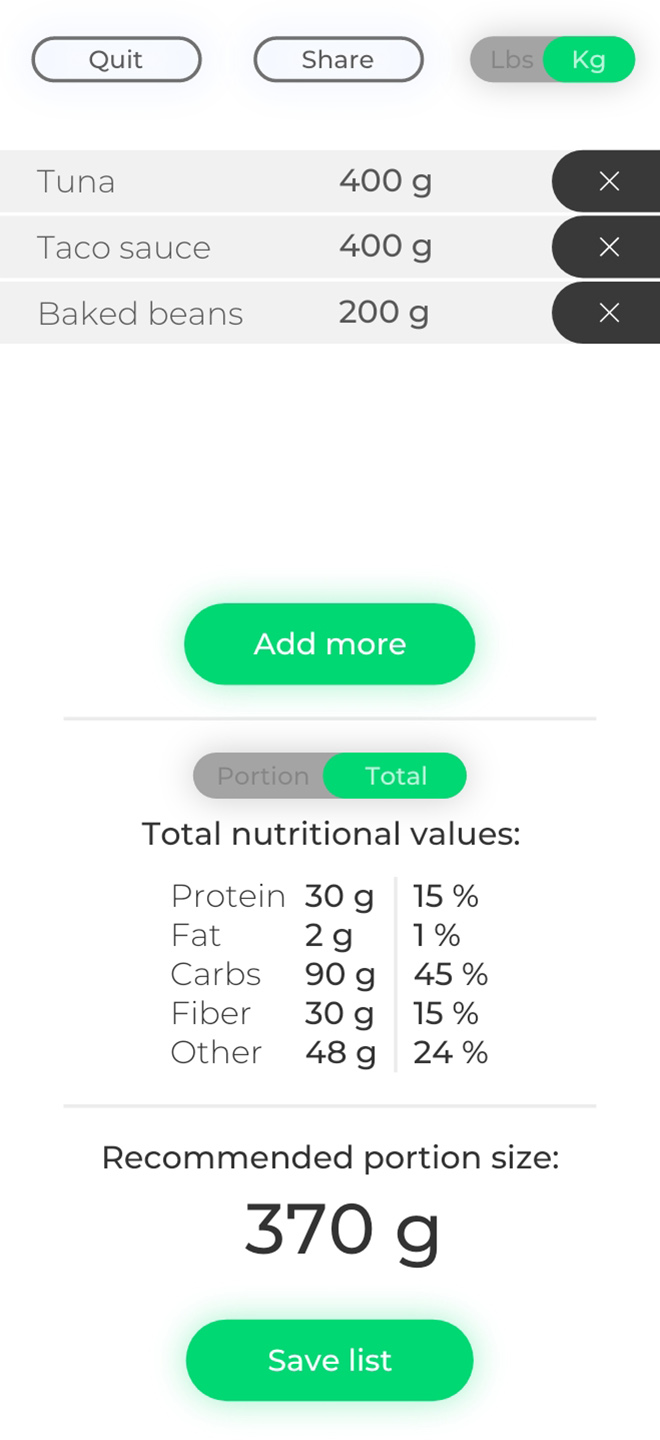 Quit Share Lbs Kg
Tuna 400 g
Taco sauce 400 g
Baked beans 200 g
Add more
Portion Total
Total nutritional values:
Protein 30 g 15 %
Fat 2 g 1 %
Carbs 90 g 45 %
Fiber 30 g 15 %
Other 48 g 24 %
Recommended portion size:
370 g
Save list